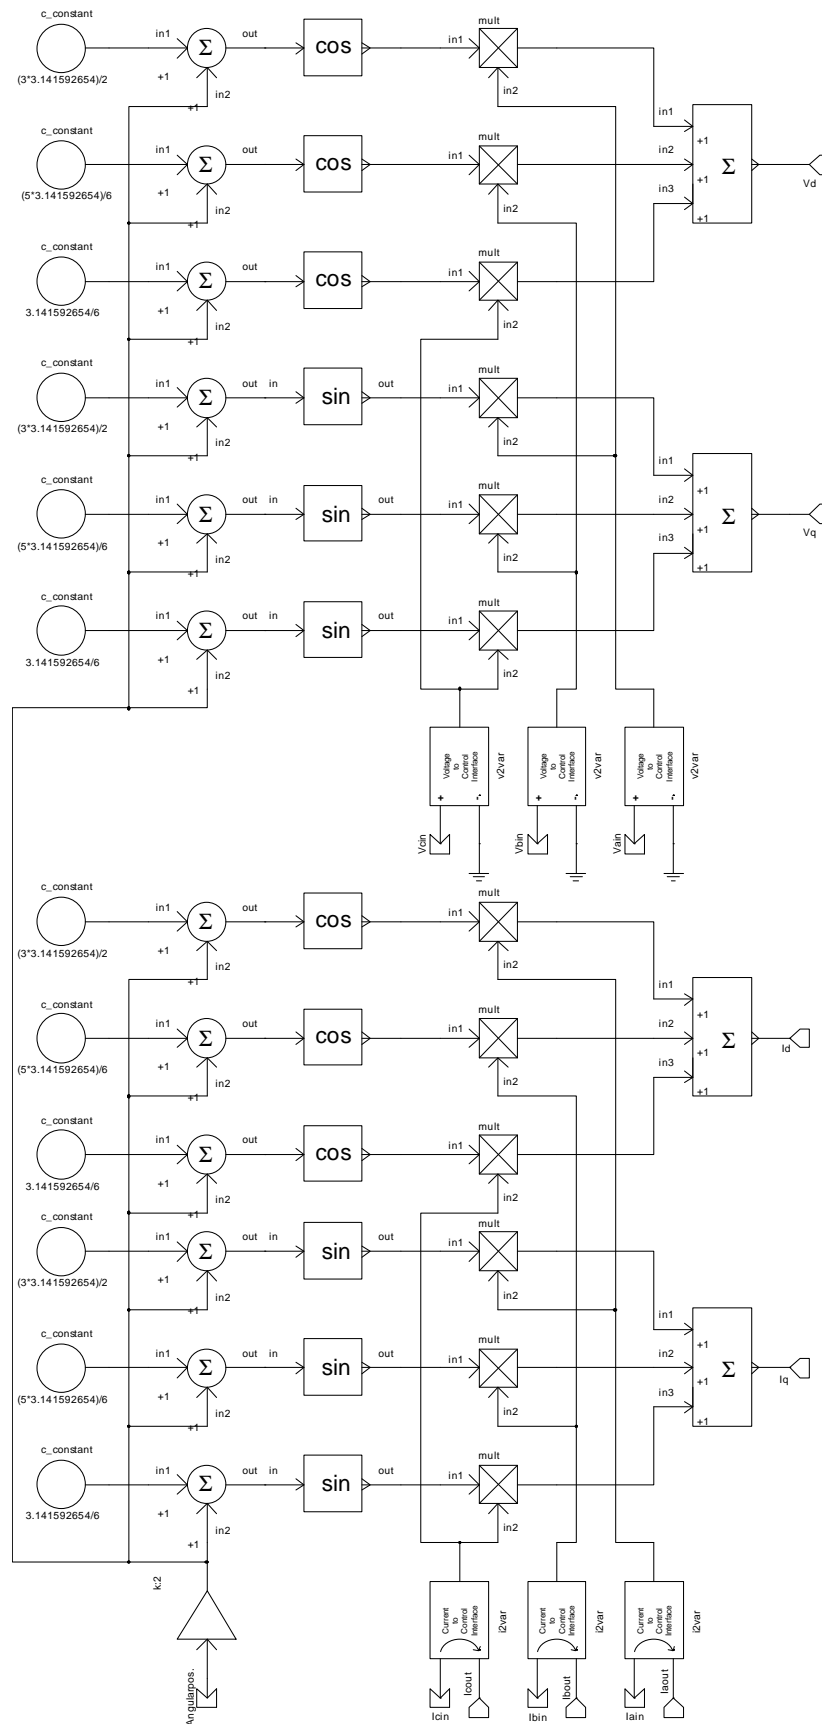 c_constant
in1
Σ
out
cos
in1
mult
(3*3.141592654)/2
+1
in2
+1
in2
c_constant
in1
Σ
out
cos
in1
mult
(5*3.141592654)/6
+1
in2
+1
in2
in1
+1
in2
+1
in3
+1
Σ
Vd
c_constant
in1
Σ
out
cos
in1
mult
3.141592654/6
+1
in2
+1
in2
c_constant
in1
Σ
out
in
sin
out
in1
mult
(3*3.141592654)/2
+1
in2
+1
in2
c_constant
in1
Σ
out
in
sin
out
in1
mult
(5*3.141592654)/6
+1
in2
+1
in2
in1
+1
in2
+1
in3
+1
Σ
Vq
c_constant
in1
Σ
out
in
sin
out
in1
mult
3.141592654/6
+1
in2
+1
in2
Voltage
to
Control
Interface
+
-
v2var
Vcin
Voltage
to
Control
Interface
+
-
v2var
Vbin
Voltage
to
Control
Interface
+
-
v2var
Vain
c_constant
in1
Σ
out
cos
in1
mult
(3*3.141592654)/2
+1
in2
+1
in2
c_constant
in1
Σ
out
cos
in1
mult
(5*3.141592654)/6
+1
in2
+1
in2
in1
+1
in2
+1
in3
+1
Σ
Id
c_constant
in1
Σ
out
cos
in1
mult
3.141592654/6
+1
in2
+1
in2
c_constant
in1
Σ
out
in
sin
out
in1
mult
(3*3.141592654)/2
+1
in2
+1
in2
c_constant
in1
Σ
out
in
sin
out
in1
mult
(5*3.141592654)/6
+1
in2
+1
in2
in1
+1
in2
+1
in3
+1
Σ
Iq
c_constant
in1
Σ
out
in
sin
out
in1
mult
3.141592654/6
+1
in2
+1
in2
k:2
Angularpos.
Current
to
Control
Interface
i2var
Icin
Icout
Current
to
Control
Interface
i2var
Ibin
Ibout
Current
to
Control
Interface
i2var
Iain
Iaout